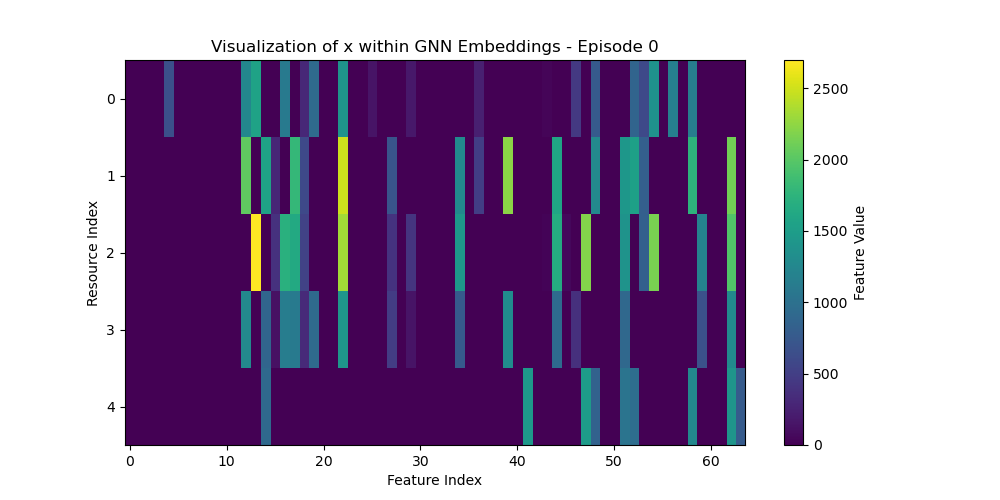 Visualization of x within GNN Embeddings - Episode 0
Resource Index
0
1
2
3
4
0 10 20 30 40 50 60
Feature Index
2500
2000
1500
1000
500
0
Feature Value